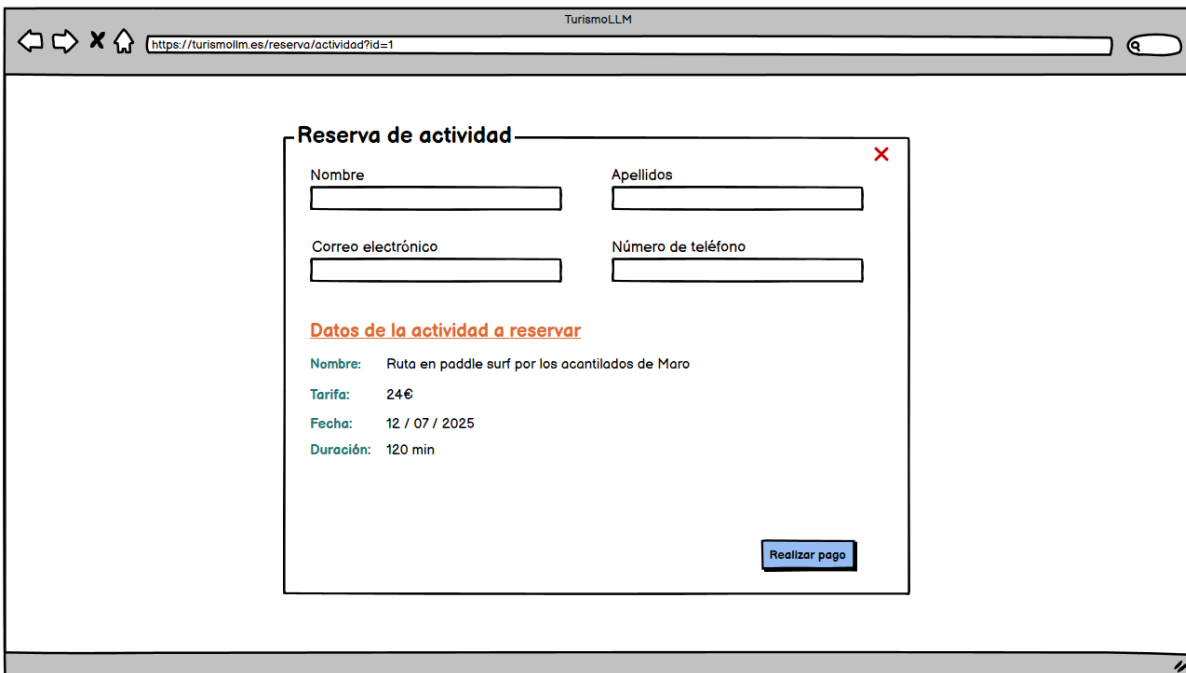 TurismoLLM
https://turismollm.es/reserva/actividad?id=1
Reserva de actividad
Nombre
Apellidos
Correo electrónico
Número de teléfono
Datos de la actividad a reservar
Nombre: Ruta en paddle surf por los acantilados de Maro
Tarifa: 24€
Fecha: 12 / 07 / 2025
Duración: 120 min
Realizar pago